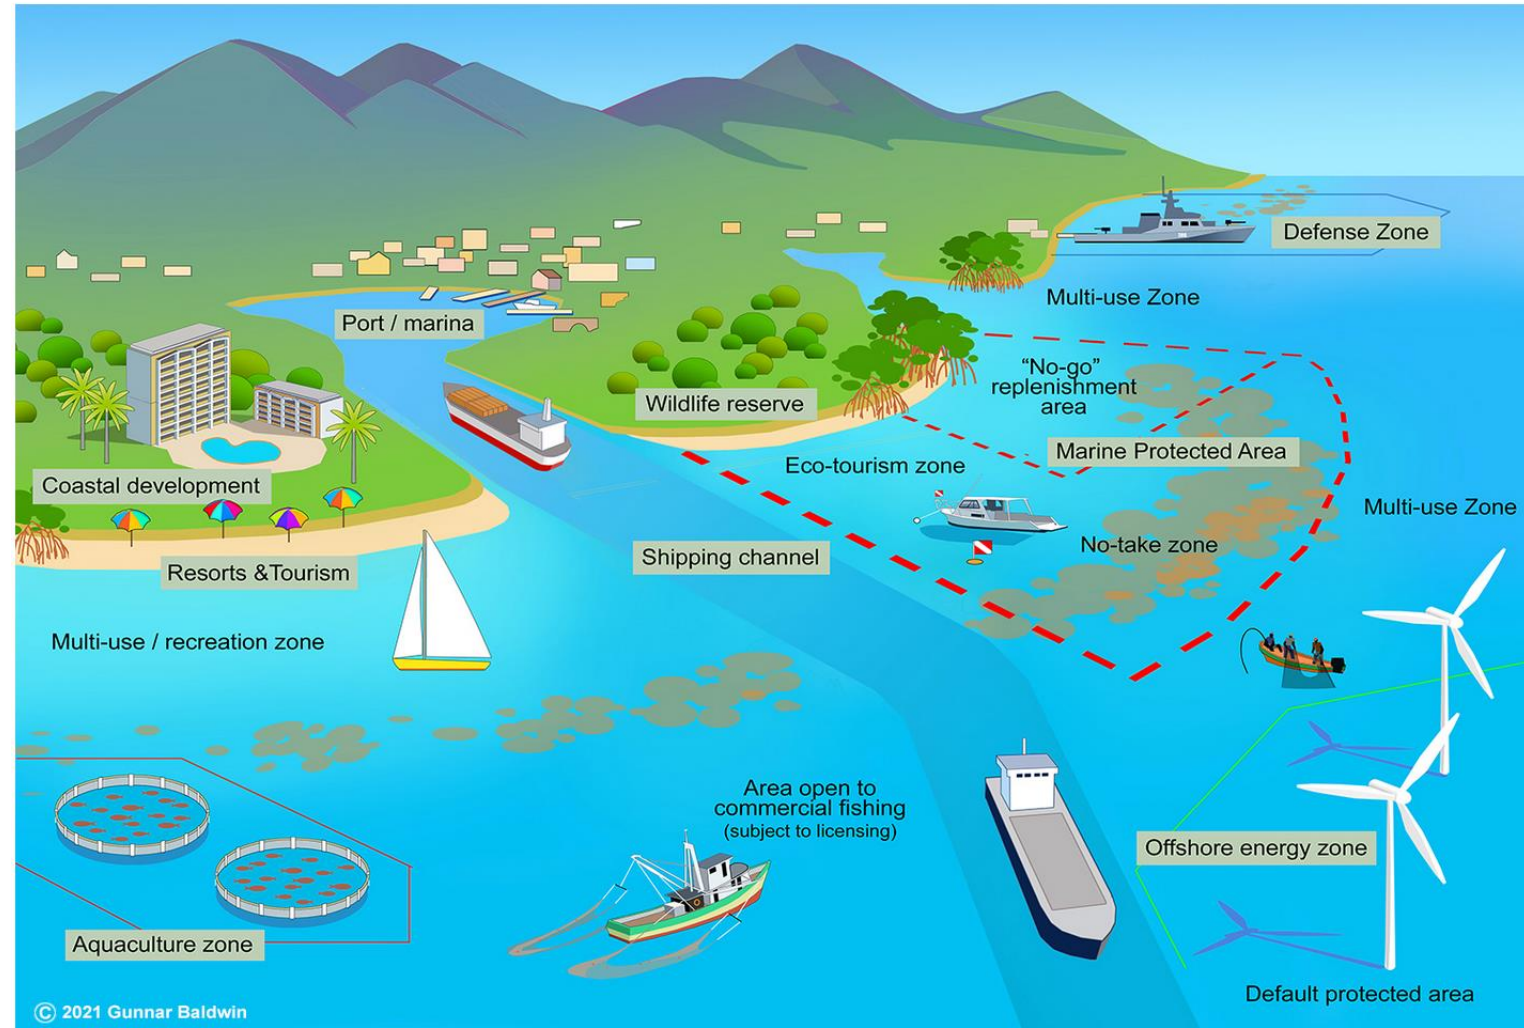 Defense Zone
Multi-use Zone
Port / marina
“No-go”
replenishment
area
Wildlife reserve
Marine Protected Area
Eco-tourism zone
Coastal development
Multi-use Zone
No-take zone
Shipping channel
Resorts &Tourism
Multi-use / recreation zone
Area open to
commercial fishing
(subject to licensing)
Offshore energy zone
Aquaculture zone
Default protected area
© 2021 Gunnar Baldwin